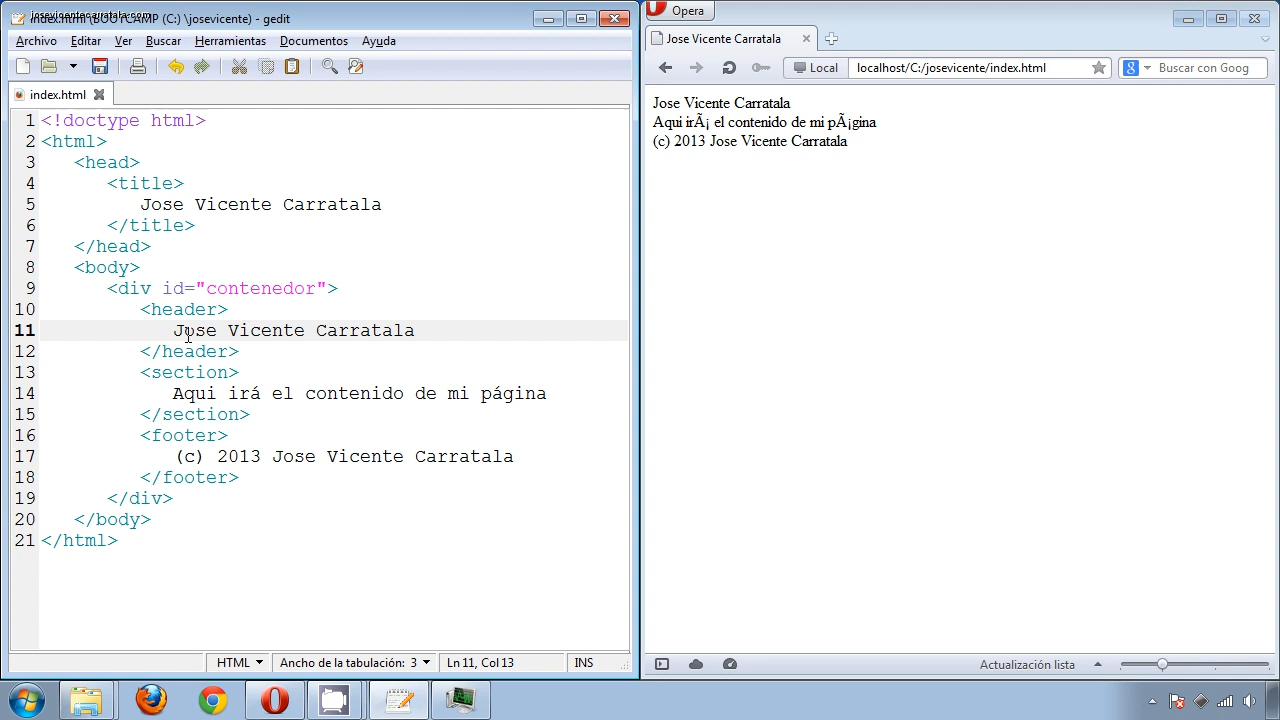 josevicentecarratala.com
index.html (BOOTCAMP (C:) \josevicente) - gedit
Archivo Editar Ver Buscar Herramientas Documentos Ayuda
index.html
1 <!doctype html>
2 <html>
3 <head>
4 <title>
5 Jose Vicente Carratala
6 </title>
7 </head>
8 <body>
9 <div id="contenedor">
10 <header>
11 Jose Vicente Carratala
12 </header>
13 <section>
14 Aqui irá el contenido de mi página
15 </section>
16 <footer>
17 (c) 2013 Jose Vicente Carratala
18 </footer>
19 </div>
20 </body>
21 </html>
HTML Ancho de la tabulación: 3 Ln 11, Col 13 INS
Opera
Jose Vicente Carratala
Local localhost/C:/josevicente/index.html 8 Buscar con Goog
Jose Vicente Carratala
Aqui irÃ¡ el contenido de mi pÃ¡gina
(c) 2013 Jose Vicente Carratala
Actualización lista